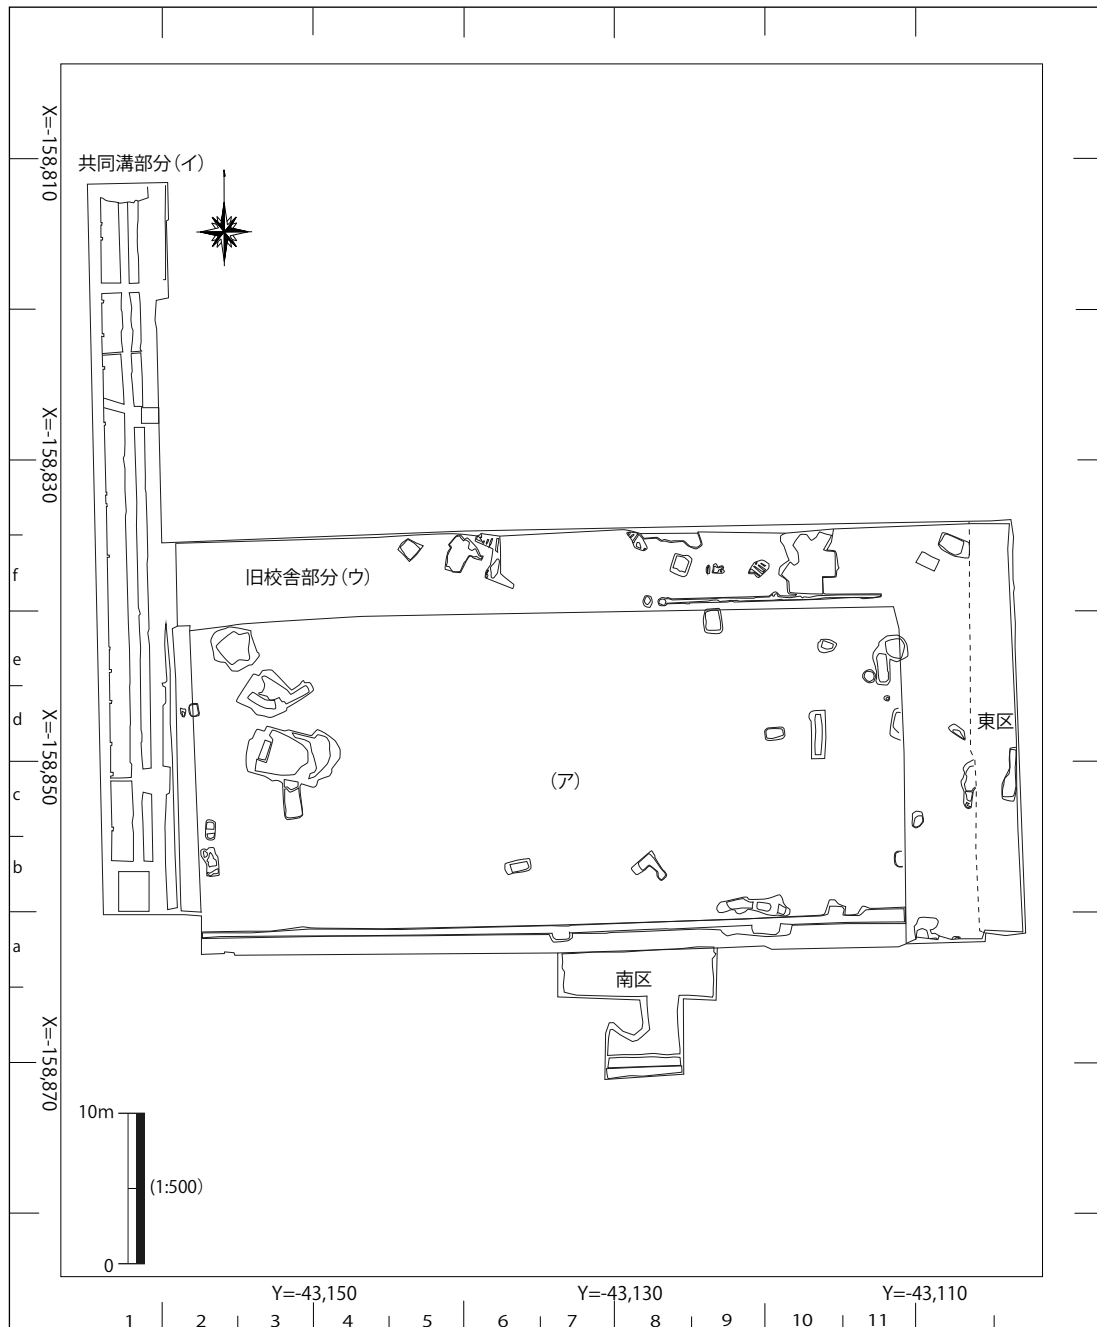 X=-158,810
共同溝部分（イ）
X=-158,830
旧校舎部分（ウ）
f
e
d
東区
X=-158,850
（ア）
c
b
a
南区
X=-158,870
10m
(1:500)
0
Y=-43,150
Y=-43,130
Y=-43,110
1 2 3 4 5 6 7 8 9 10 11